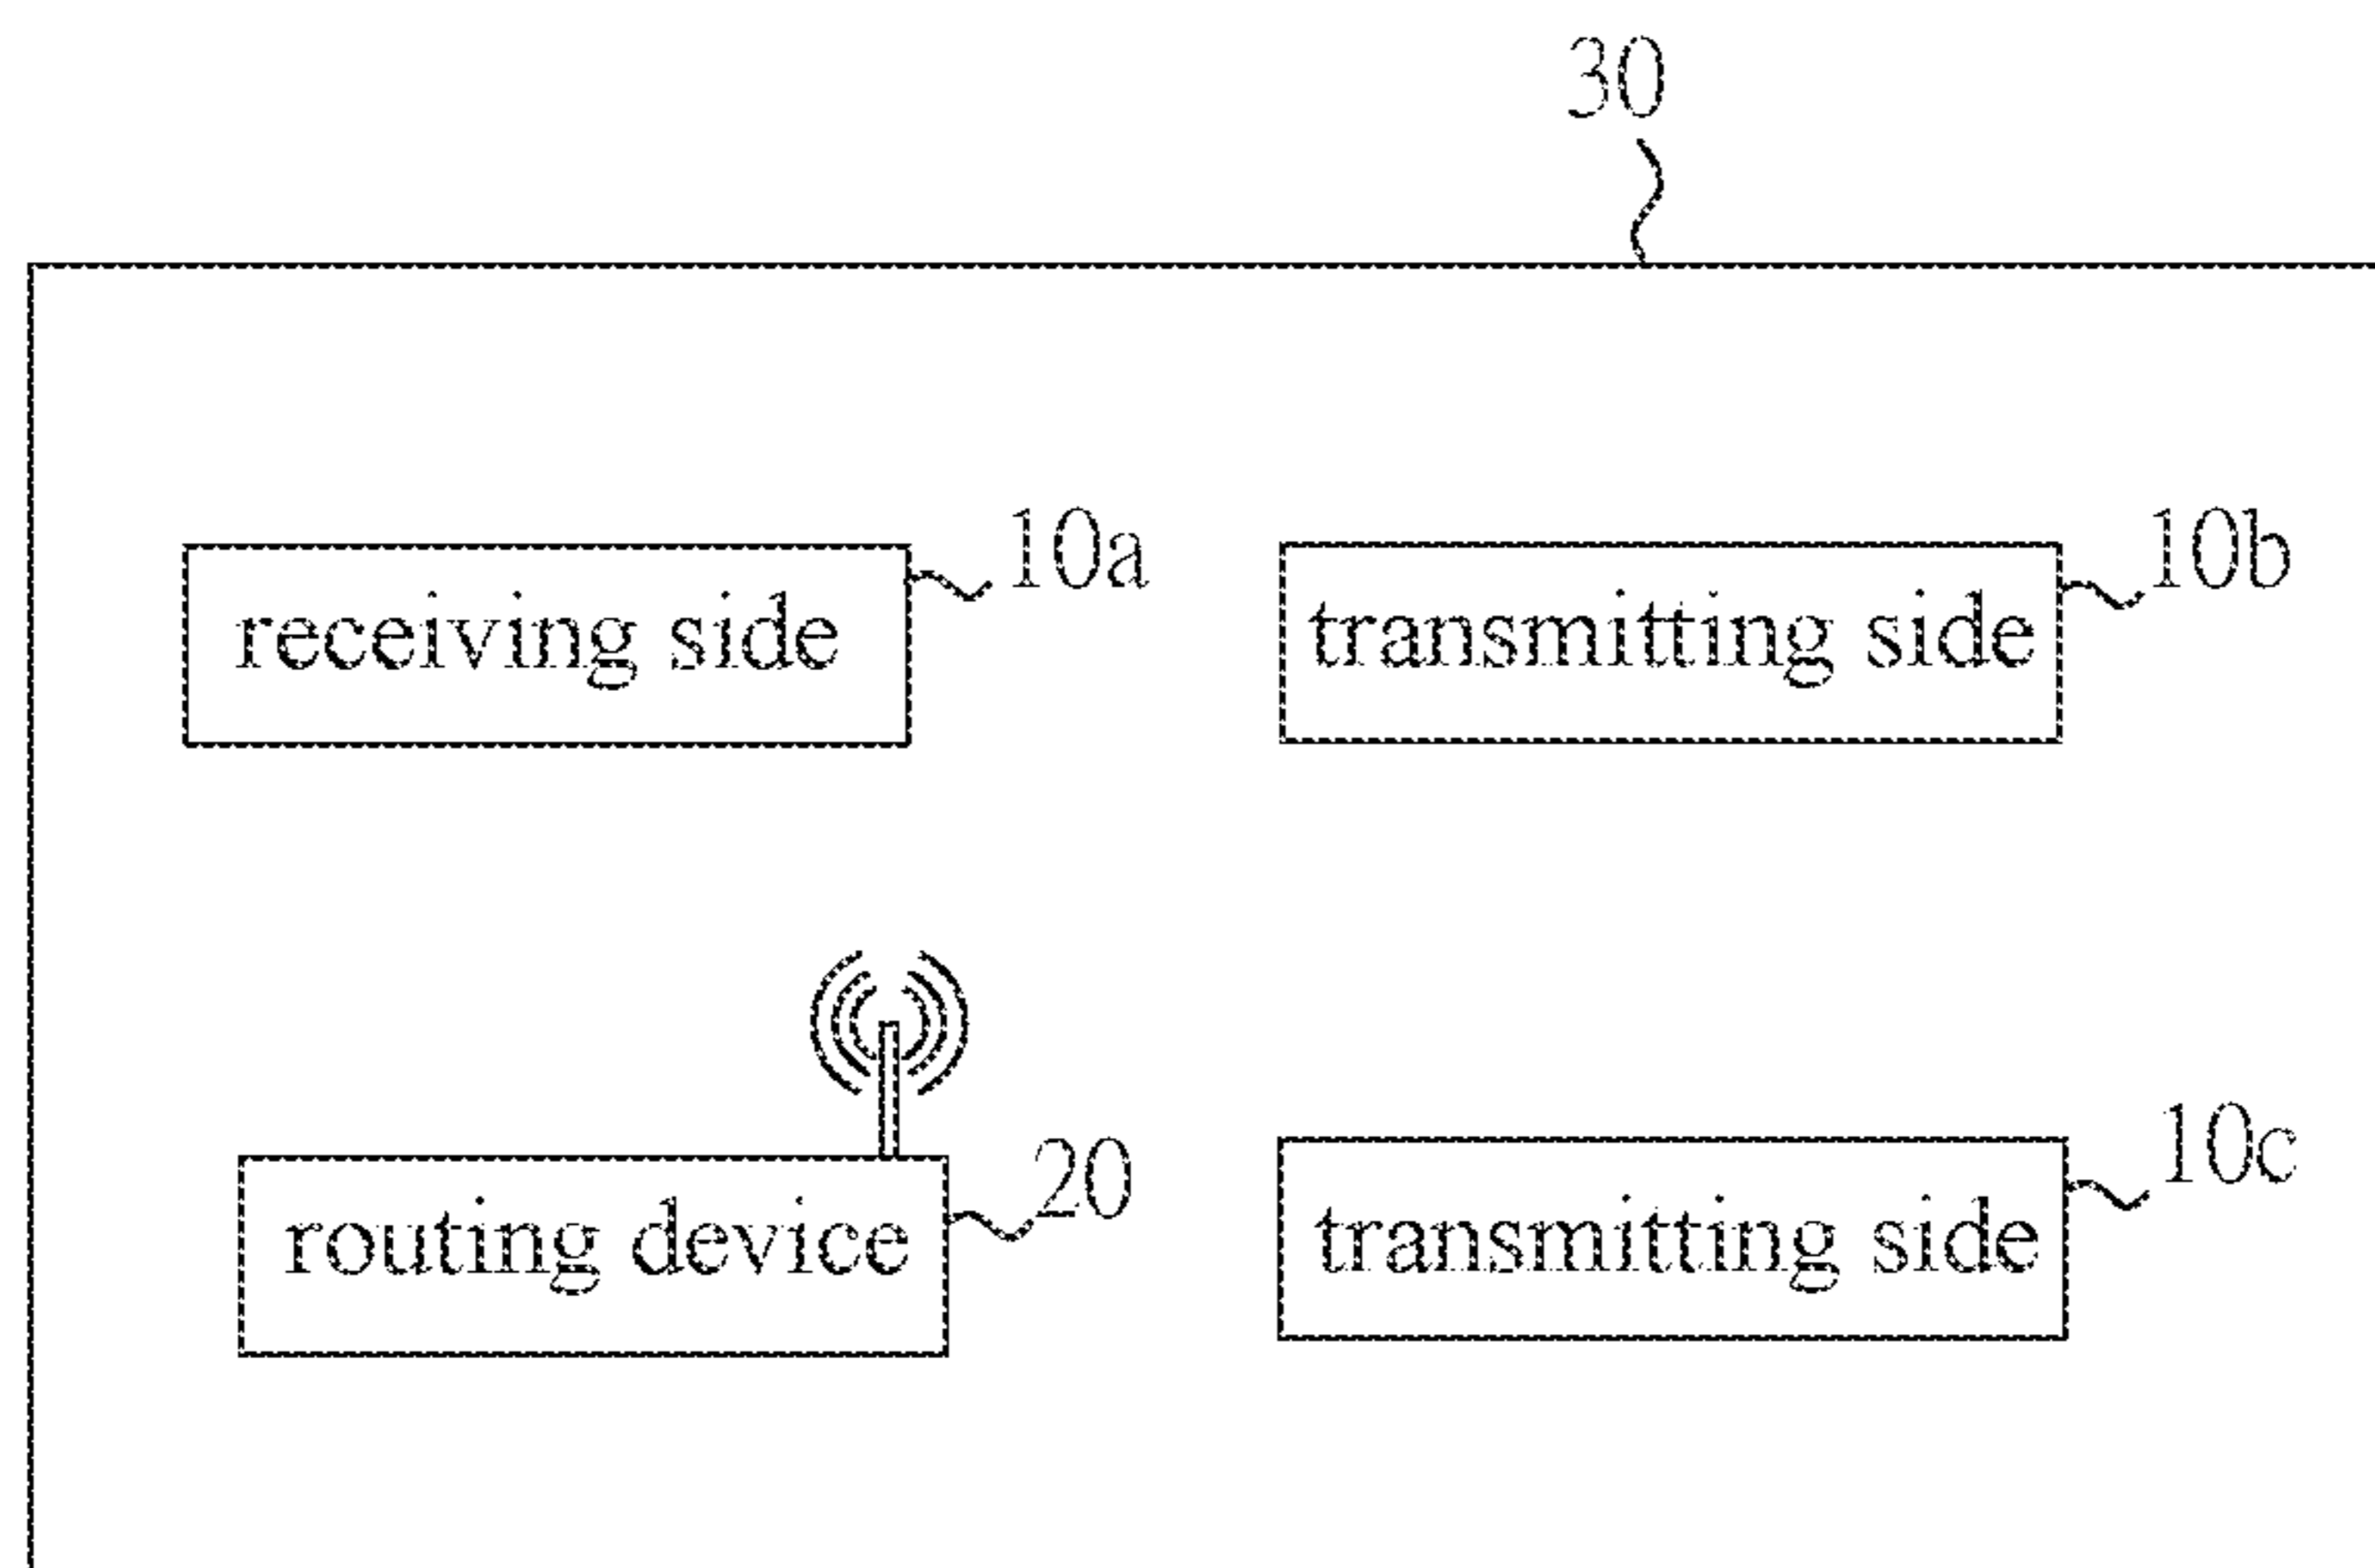 30
receiving side
10a
transmitting side
10b
routing device
20
transmitting side
10c